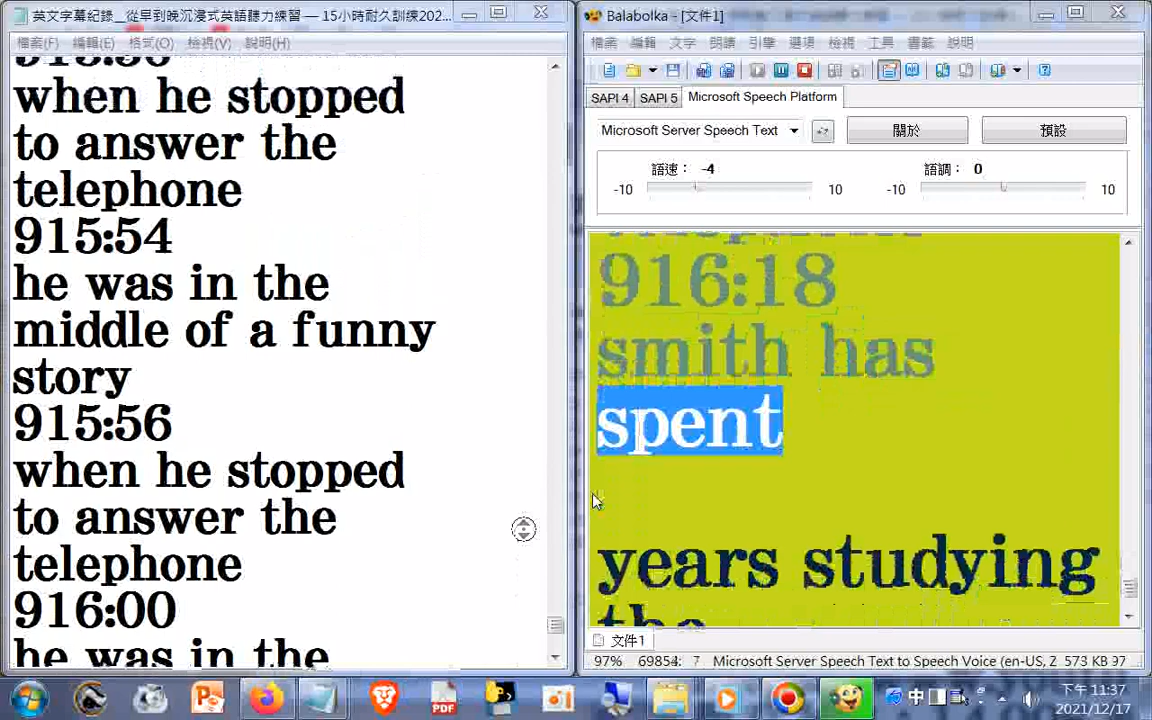 英文字幕紀錄__從早到晚沉浸式英語聽力練習 — 15小時耐久訓練202...
檔案(F) 編輯(E) 格式(O) 檢視(V) 說明(H)
when he stopped
to answer the
telephone
915:54
he was in the
middle of a funny
story
915:56
when he stopped
to answer the
telephone
916:00
he was in the
Balabolka - [文件1]
檔案 編輯 文字 朗讀 引擎 選項 檢視 工具 書籤 說明
SAPI 4 SAPI 5 Microsoft Speech Platform
Microsoft Server Speech Text 關於 預設
語速： -4 語調： 0
-10 10 -10 10
916:18
smith has
spent
years studying
the
文件1
97% 69854: 7 Microsoft Server Speech Text to Speech Voice (en-US, 2 573 KB 97
PDF 中 下午 11:37
2021/12/17